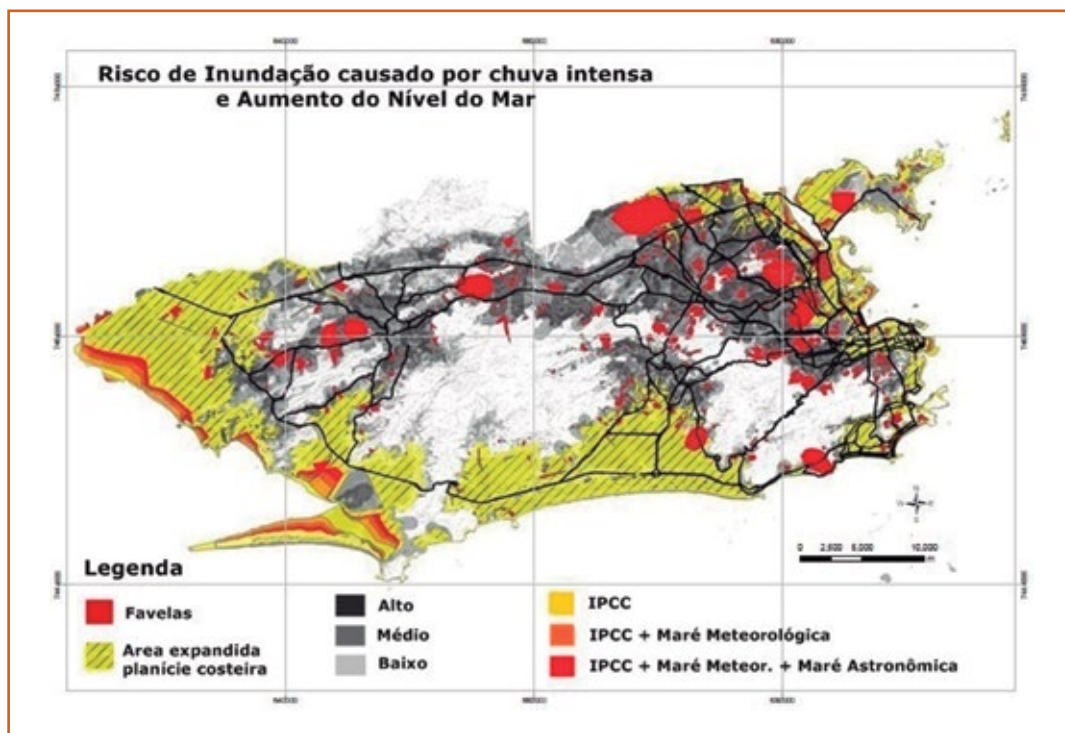 Risco de Inundação causado por chuva intensa
e Aumento do Nível do Mar
0 2,500 5,000 10,000
m
Legenda
Favelas
Area expandida
planície costeira
Alto
Médio
Baixo
IPCC
IPCC + Maré Meteorológica
IPCC + Maré Meteor. + Maré Astronômica